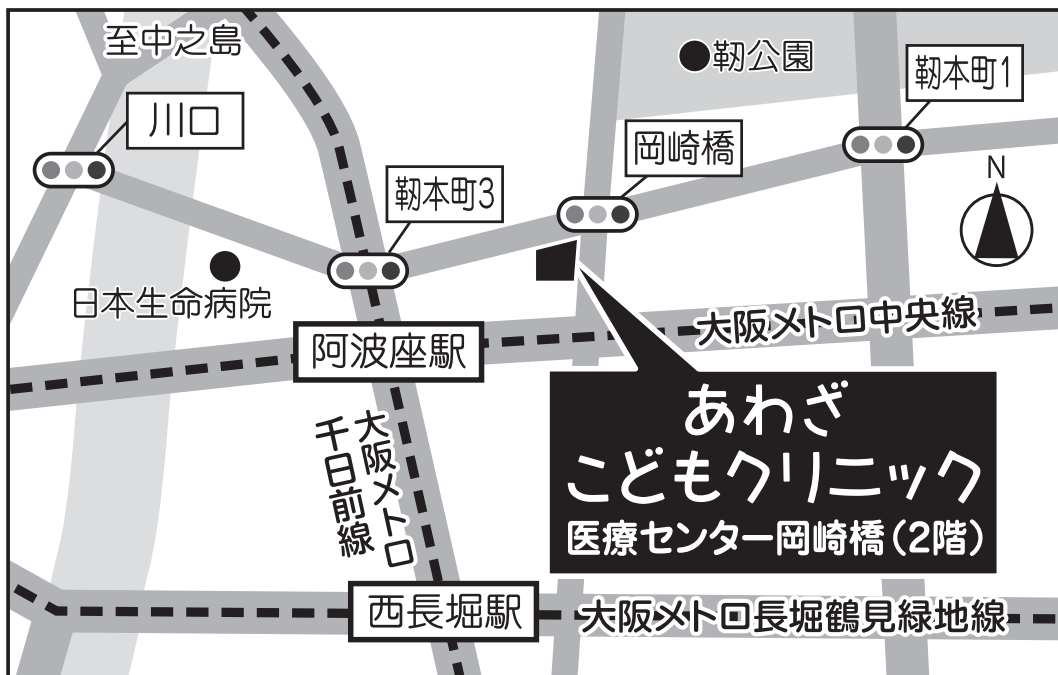 至中之島
靭公園
靭本町1
川口
岡崎橋
N
靭本町3
日本生命病院
大阪メトロ中央線
阿波座駅
あわざ
こどもクリニック
医療センター岡崎橋(2階)
大阪メトロ
千日前線
西長堀駅
大阪メトロ長堀鶴見緑地線